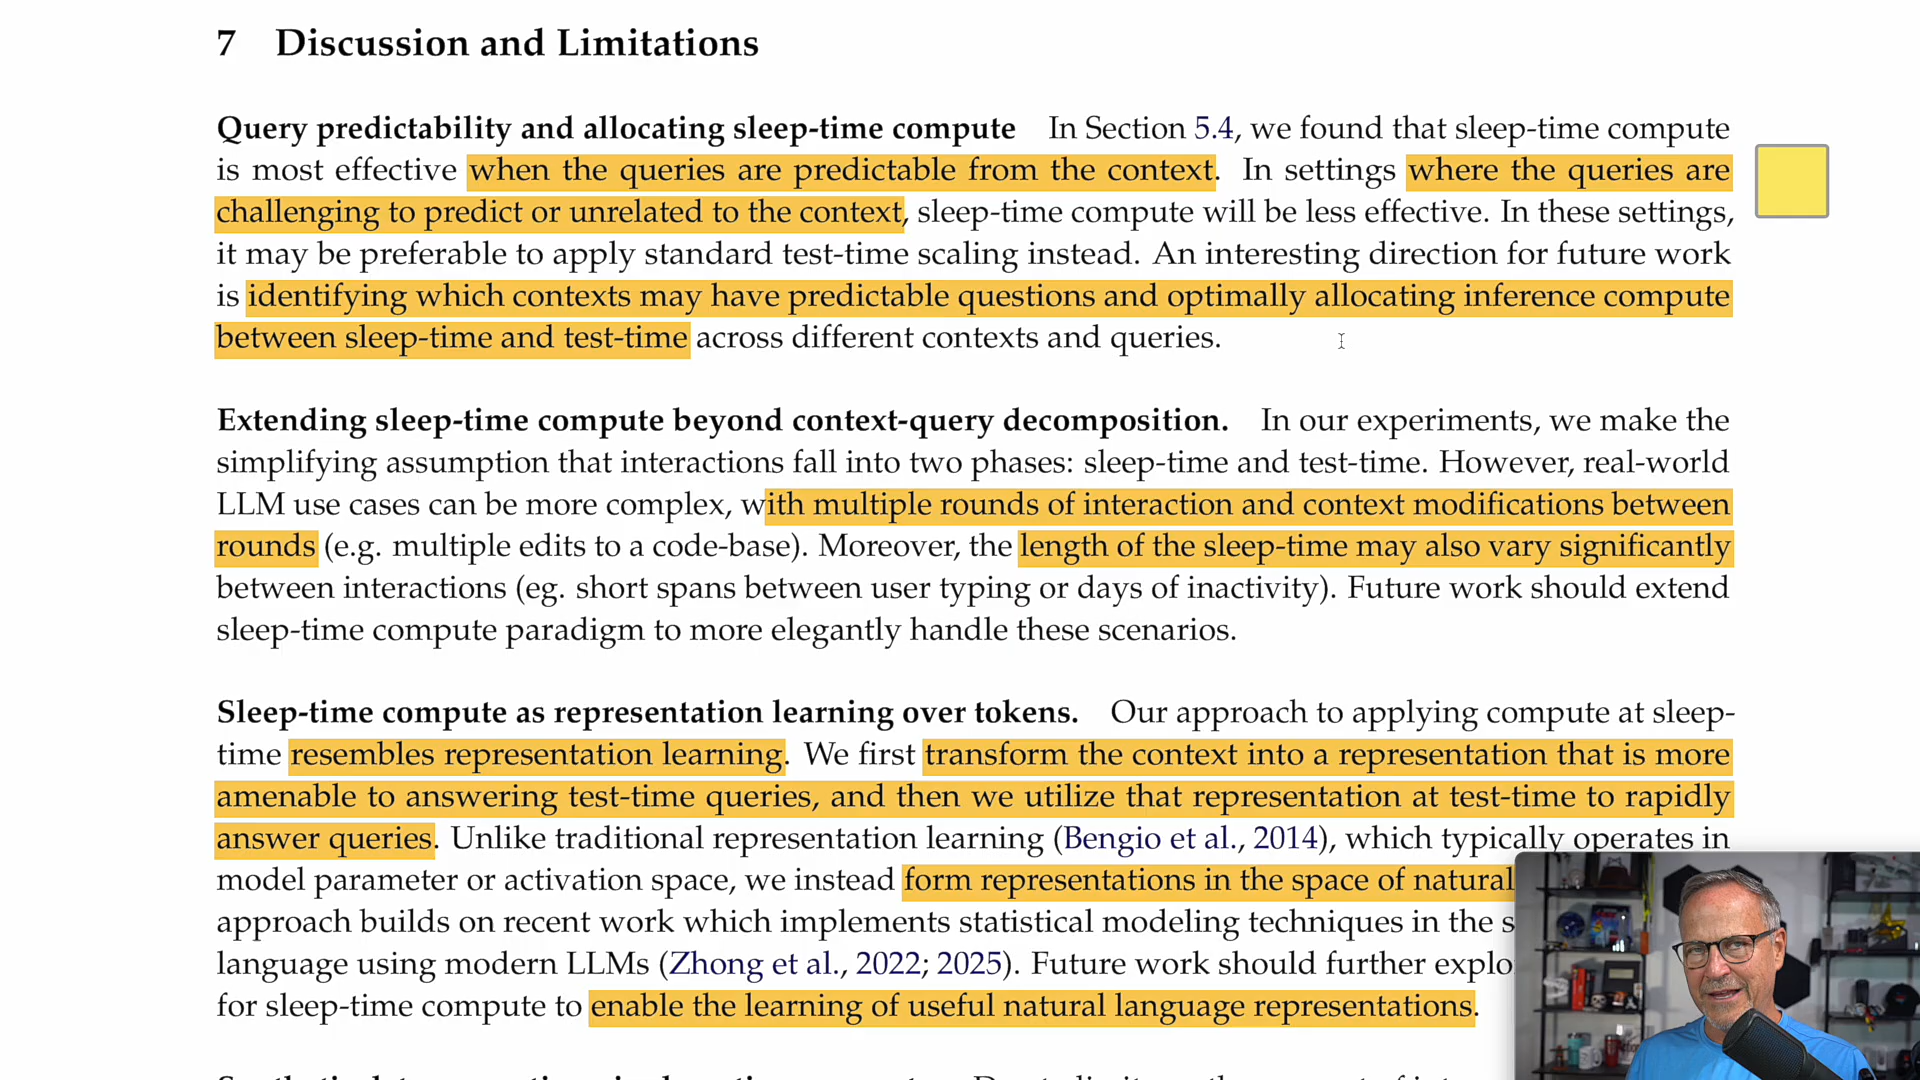 7 Discussion and Limitations
Query predictability and allocating sleep-time compute In Section 5.4, we found that sleep-time compute
is most effective when the queries are predictable from the context. In settings where the queries are
challenging to predict or unrelated to the context, sleep-time compute will be less effective. In these settings,
it may be preferable to apply standard test-time scaling instead. An interesting direction for future work
is identifying which contexts may have predictable questions and optimally allocating inference compute
between sleep-time and test-time across different contexts and queries.
Extending sleep-time compute beyond context-query decomposition. In our experiments, we make the
simplifying assumption that interactions fall into two phases: sleep-time and test-time. However, real-world
LLM use cases can be more complex, with multiple rounds of interaction and context modifications between
rounds (e.g. multiple edits to a code-base). Moreover, the length of the sleep-time may also vary significantly
between interactions (eg. short spans between user typing or days of inactivity). Future work should extend
sleep-time compute paradigm to more elegantly handle these scenarios.
Sleep-time compute as representation learning over tokens. Our approach to applying compute at sleep-
time resembles representation learning. We first transform the context into a representation that is more
amenable to answering test-time queries, and then we utilize that representation at test-time to rapidly
answer queries. Unlike traditional representation learning (Bengio et al., 2014), which typically operates in
model parameter or activation space, we instead form representations in the space of natural
approach builds on recent work which implements statistical modeling techniques in the s
language using modern LLMs (Zhong et al., 2022; 2025). Future work should further explo
for sleep-time compute to enable the learning of useful natural language representations.